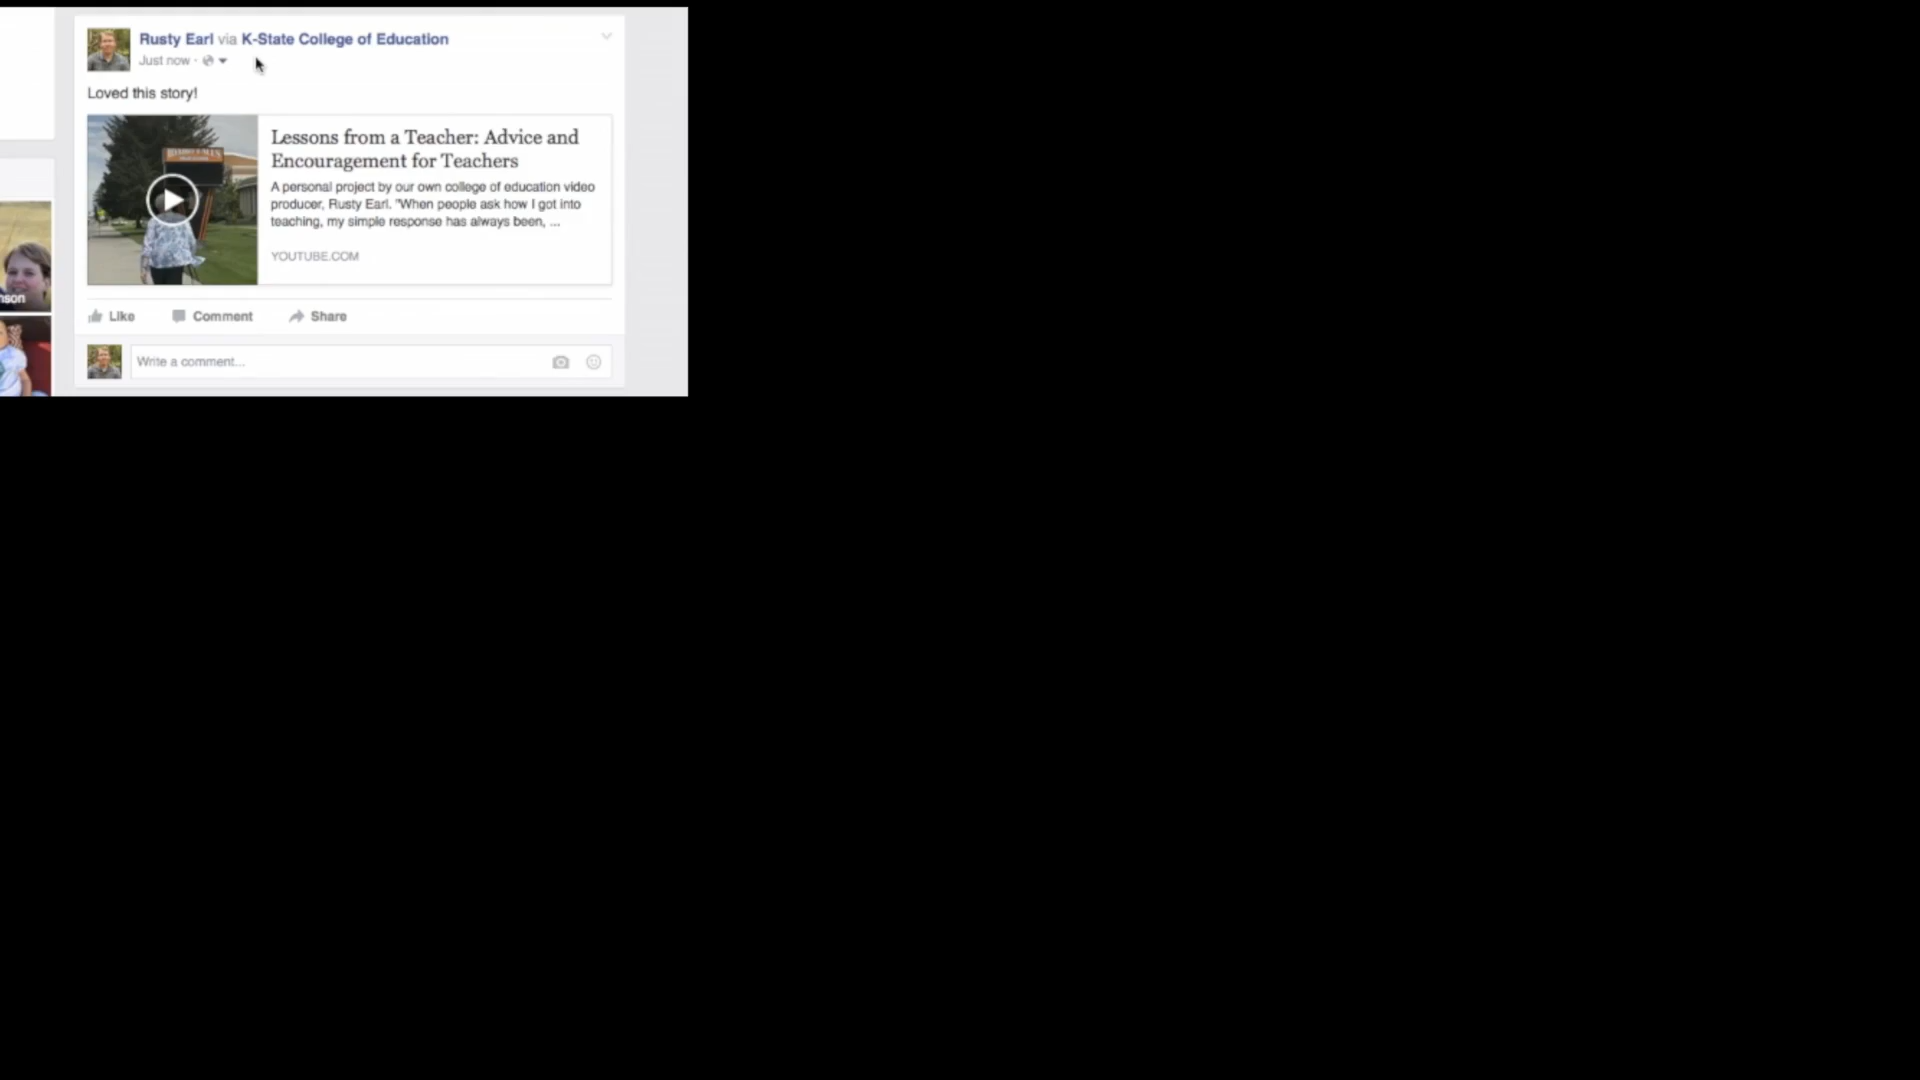 Rusty Earl via K-State College of Education
Just now ·
Loved this story!
Lessons from a Teacher: Advice and
Encouragement for Teachers
A personal project by our own college of education video
producer, Rusty Earl. "When people ask how I got into
teaching, my simple response has always been, ...
YOUTUBE.COM
nson
Like Comment Share
Write a comment...